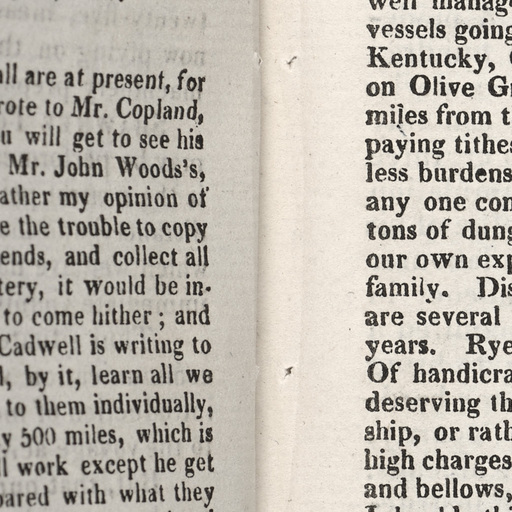 all are at present, for
rote to Mr. Copland,
u will get to see his
Mr. John Woods's,
ather my opinion of
e the trouble to copy
ends, and collect all
tery, it would be in-
to come hither; and
Cadwell is writing to
l, by it, learn all we
to them individually,
y 500 miles, which is
ll work except he get
pared with what they
well manag
vessels going
Kentucky,
on Olive Gr
miles from t
paying tithes
less burdens
any one con
tons of dung
our own exp
family. Dis
are several
years. Rye
Of handicra
deserving th
ship, or rath
high charges
and bellows,